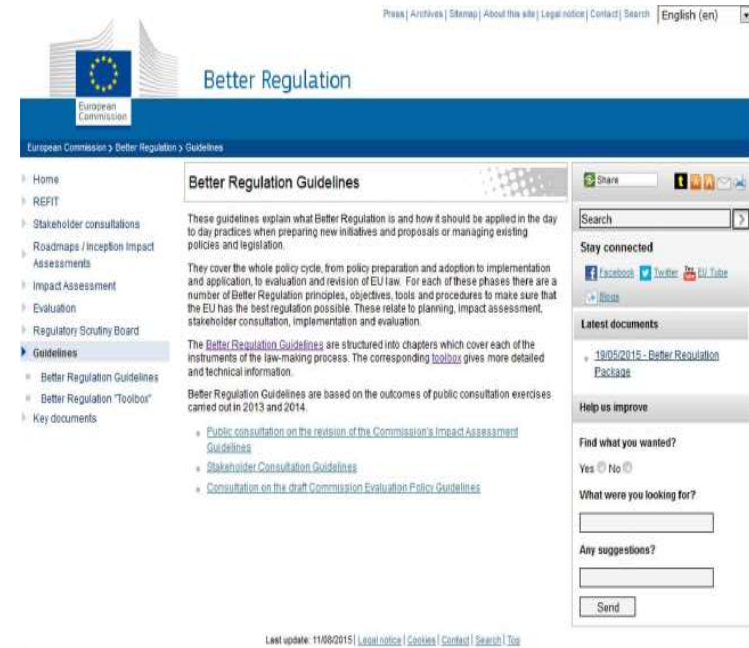 Press | Archives | Sitemap | About this site | Legal notice | Contact | Search
English (en)
European
Commission
Better Regulation
European Commission > Better Regulation > Guidelines
Home
REFIT
Stakeholder consultations
Roadmaps / Inception Impact
Assessments
Impact Assessment
Evaluation
Regulatory Scrutiny Board
Guidelines
Better Regulation Guidelines
Better Regulation "Toolbox"
Key documents
Better Regulation Guidelines
These guidelines explain what Better Regulation is and how it should be applied in the day
to day practices when preparing new initiatives and proposals or managing existing
policies and legislation.
They cover the whole policy cycle, from policy preparation and adoption to implementation
and application, to evaluation and revision of EU law. For each of these phases there are a
number of Better Regulation principles, objectives, tools and procedures to make sure that
the EU has the best regulation possible. These relate to planning, impact assessment,
stakeholder consultation, implementation and evaluation.
The Better Regulation Guidelines are structured into chapters which cover each of the
instruments of the law-making process. The corresponding toolbox gives more detailed
and technical information.
Better Regulation Guidelines are based on the outcomes of public consultation exercises
carried out in 2013 and 2014.
Public consultation on the revision of the Commission's Impact Assessment
Guidelines
Stakeholder Consultation Guidelines
Consultation on the draft Commission Evaluation Policy Guidelines
Share
Search
Stay connected
Facebook Twitter EU Tube
Blogs
Latest documents
19/05/2015 - Better Regulation
Package
Help us improve
Find what you wanted?
Yes No
What were you looking for?
Any suggestions?
Send
Last update: 11/08/2015 | Legal notice | Cookies | Contact | Search | Top